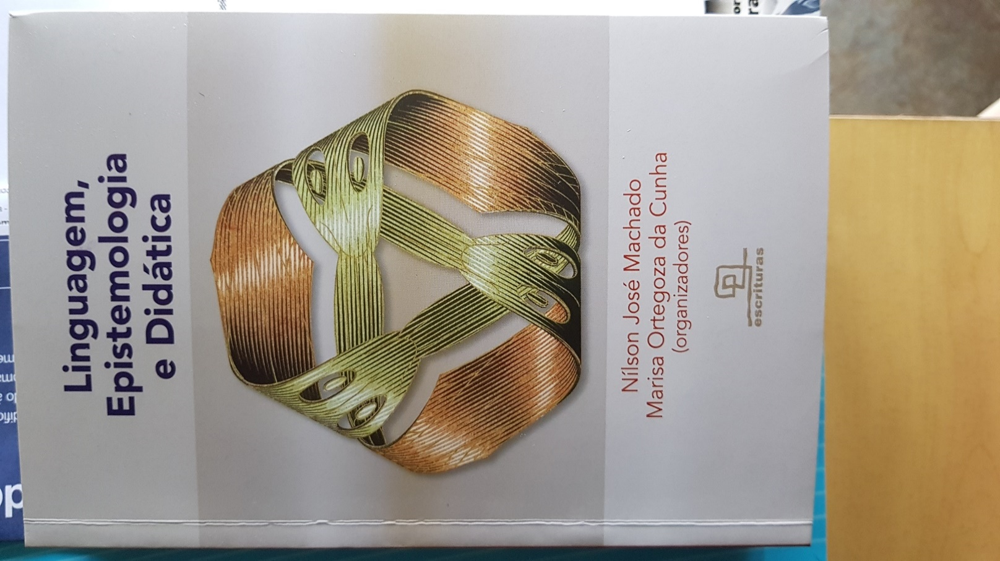 Linguagem,
Epistemologia
e Didática
Nílson José Machado
Marisa Ortegoza da Cunha
(organizadores)
escrituras